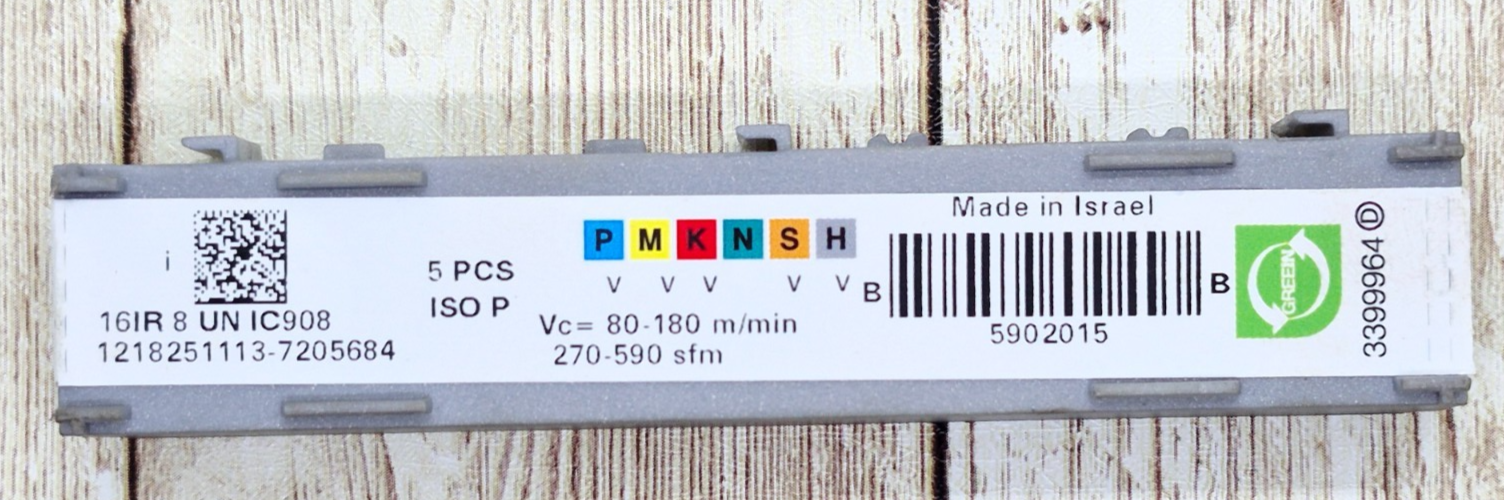 i
16IR 8 UN IC908
1218251113-7205684
5 PCS
ISO P
P M K N S H
V V V V V
Vc= 80-180 m/min
270-590 sfm
Made in Israel
B B
5902015
GREEN
3399964 D